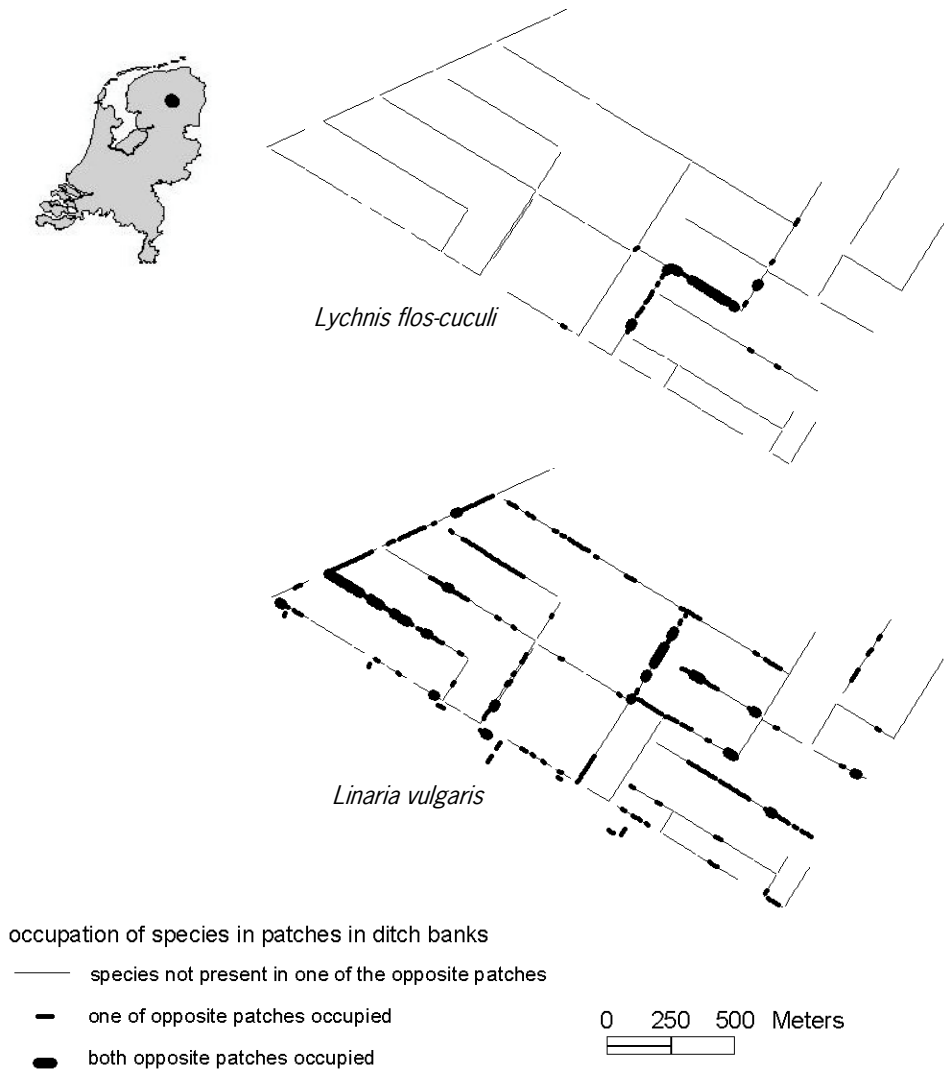 Lychnis flos-cuculi
Linaria vulgaris
occupation of species in patches in ditch banks
species not present in one of the opposite patches
one of opposite patches occupied
both opposite patches occupied
0 250 500 Meters